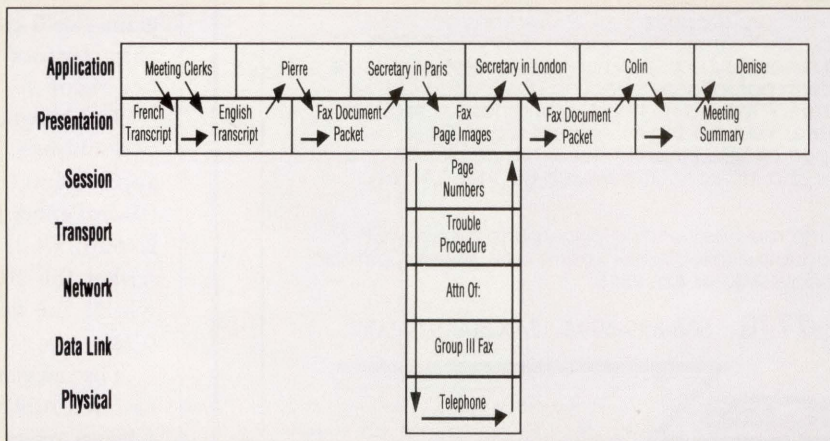 Application
Meeting Clerks
Pierre
Secretary in Paris
Secretary in London
Colin
Denise
Presentation
French
Transcript
English
Transcript
Fax Document
Packet
Fax
Page Images
Fax Document
Packet
Meeting
Summary
Session
Page
Numbers
Transport
Trouble
Procedure
Network
Attn Of:
Data Link
Group III Fax
Physical
Telephone